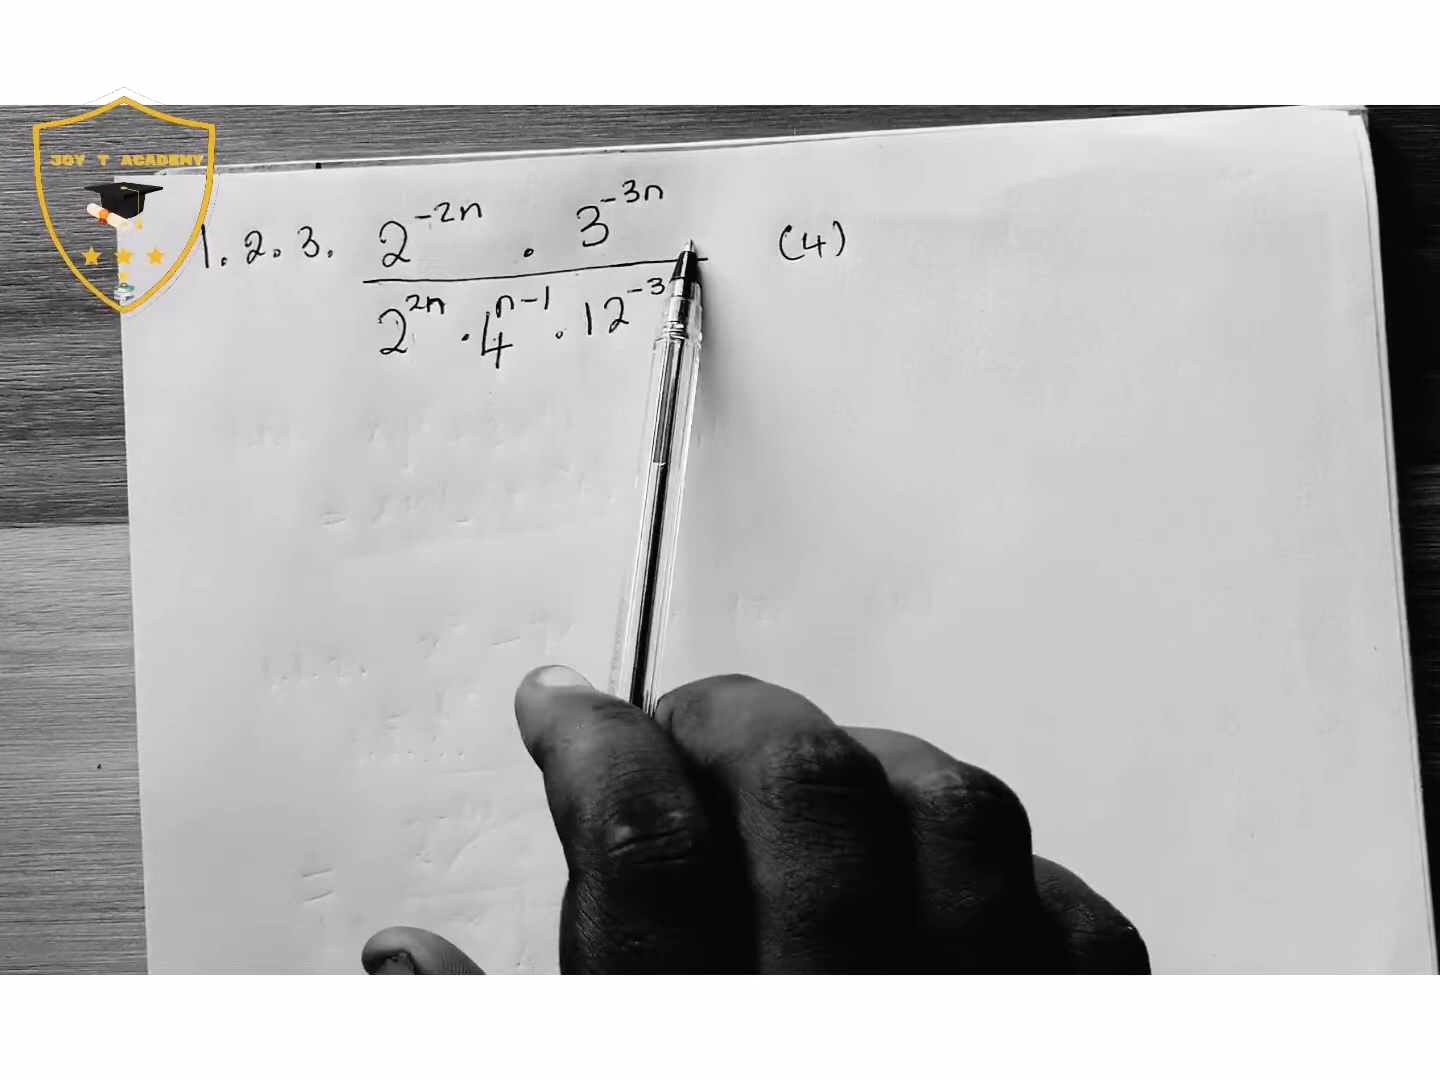 JOY T ACADEMY
1.2.3. 2^{-2n} . 3^{-3n} (4)
2^{2n} . 4^{n-1} . 12^{-3